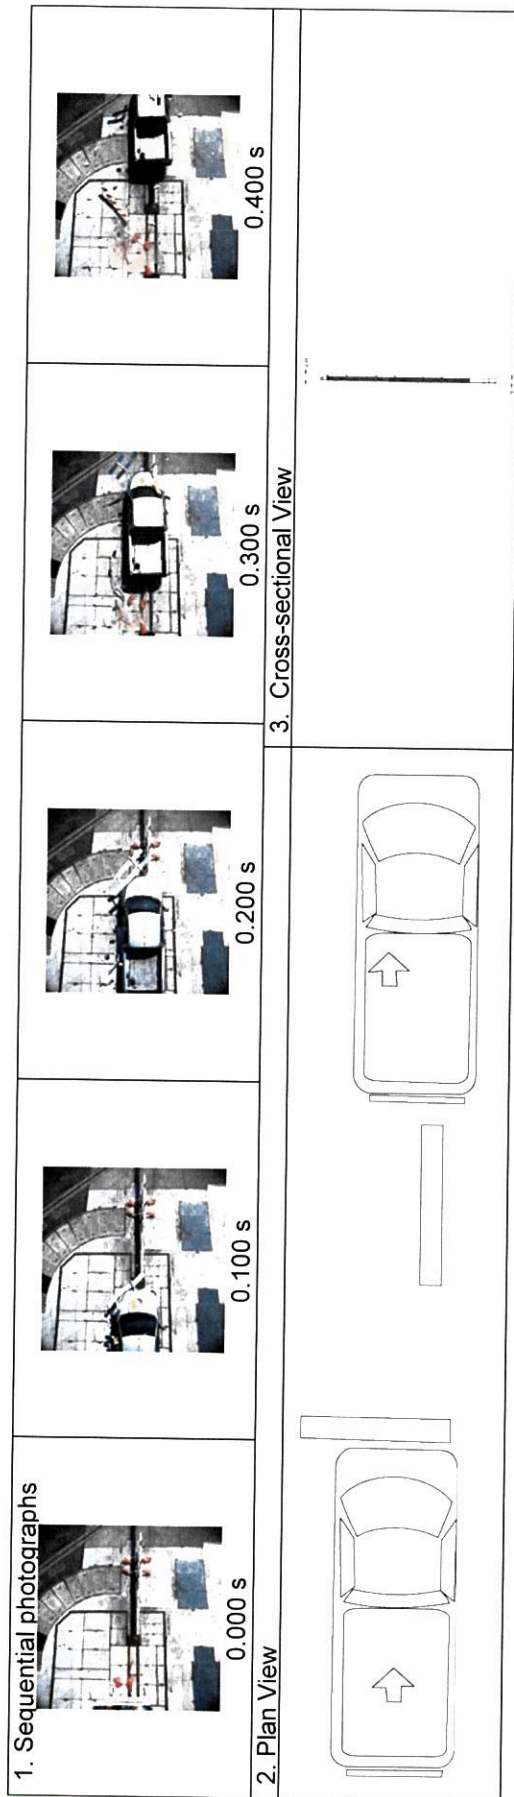 1. Sequential photographs
0.000 s
0.100 s
0.200 s
0.300 s
0.400 s
2. Plan View
3. Cross-sectional View